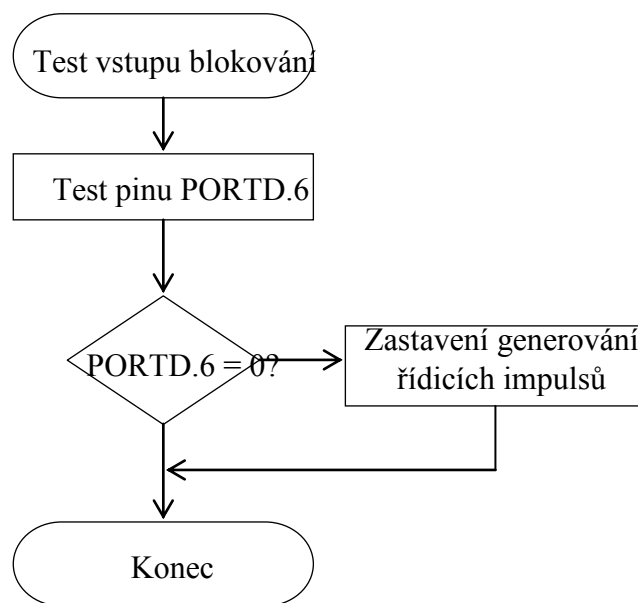 Test vstupu blokování
Test pinu PORTD.6
PORTD.6 = 0?
Zastavení generování
řídicích impulsů
Konec